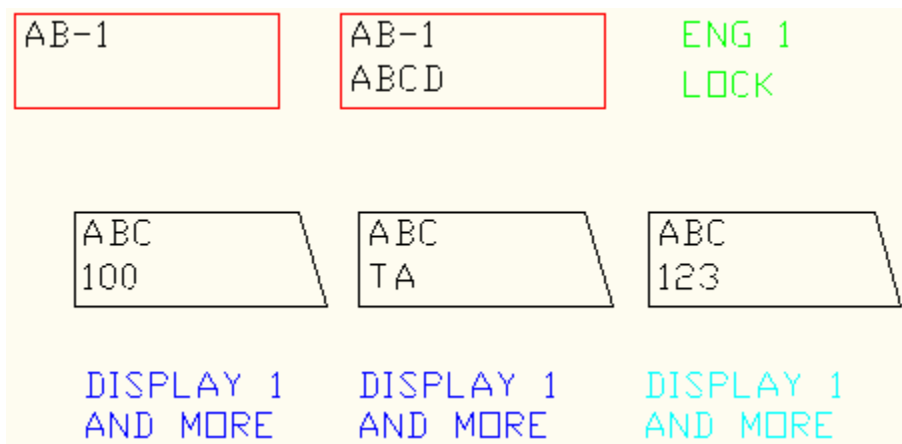 AB-1
AB-1
ABCD
ENG 1
LOCK
ABC
100
ABC
TA
ABC
123
DISPLAY 1
AND MORE
DISPLAY 1
AND MORE
DISPLAY 1
AND MORE